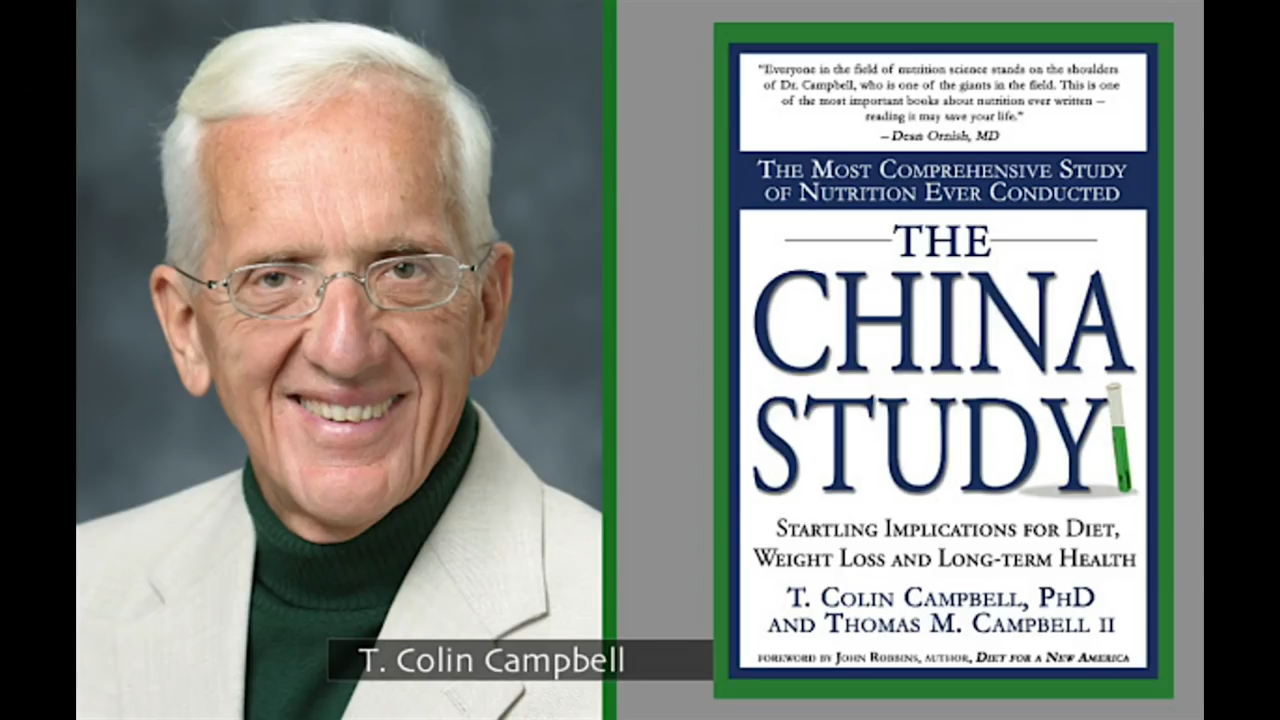 T. Colin Campbell
“Everyone in the field of nutrition science stands on the shoulders
of Dr. Campbell, who is one of the giants in the field. This is one
of the most important books about nutrition ever written –
reading it may save your life.”
– Dean Ornish, MD
THE MOST COMPREHENSIVE STUDY
OF NUTRITION EVER CONDUCTED
THE
CHINA
STUDY
STARTLING IMPLICATIONS FOR DIET,
WEIGHT LOSS AND LONG-TERM HEALTH
T. COLIN CAMPBELL, PHD
AND THOMAS M. CAMPBELL II
FOREWORD BY JOHN ROBBINS, AUTHOR, DIET FOR A NEW AMERICA